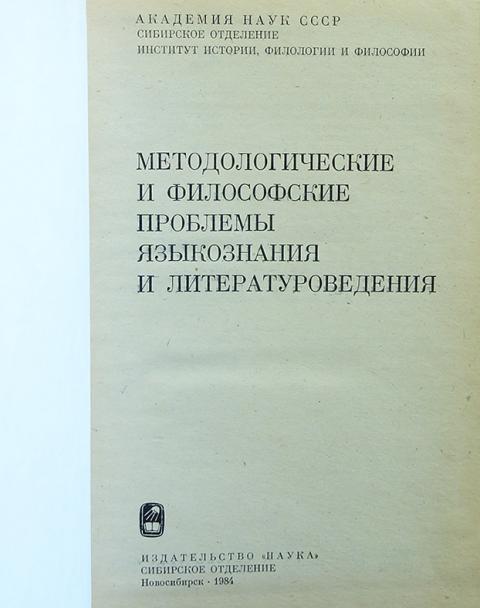 АКАДЕМИЯ НАУК СССР
СИБИРСКОЕ ОТДЕЛЕНИЕ
ИНСТИТУТ ИСТОРИИ, ФИЛОЛОГИИ И ФИЛОСОФИИ
МЕТОДОЛОГИЧЕСКИЕ
И ФИЛОСОФСКИЕ
ПРОБЛЕМЫ
ЯЗЫКОЗНАНИЯ
И ЛИТЕРАТУРОВЕДЕНИЯ
ИЗДАТЕЛЬСТВО «НАУКА»
СИБИРСКОЕ ОТДЕЛЕНИЕ
Новосибирск · 1984